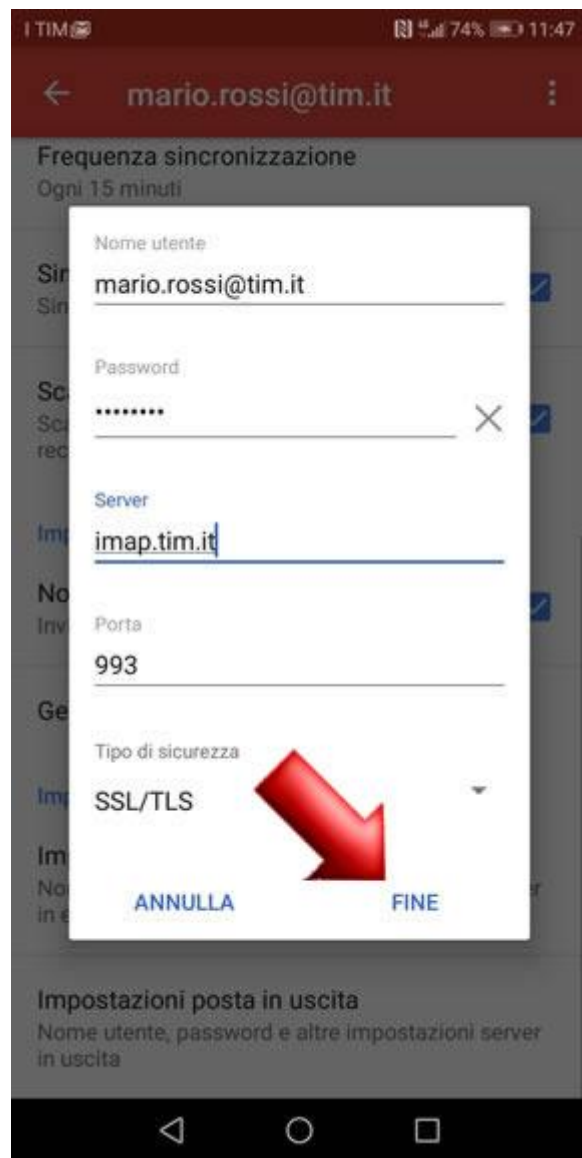 I TIM
74% 11:47
mario.rossi@tim.it
Frequenza sincronizzazione
Ogni 15 minuti
Nome utente
mario.rossi@tim.it
Password
••••••••
Server
imap.tim.it
Porta
993
Tipo di sicurezza
SSL/TLS
ANNULLA FINE
Impostazioni posta in uscita
Nome utente, password e altre impostazioni server
in uscita